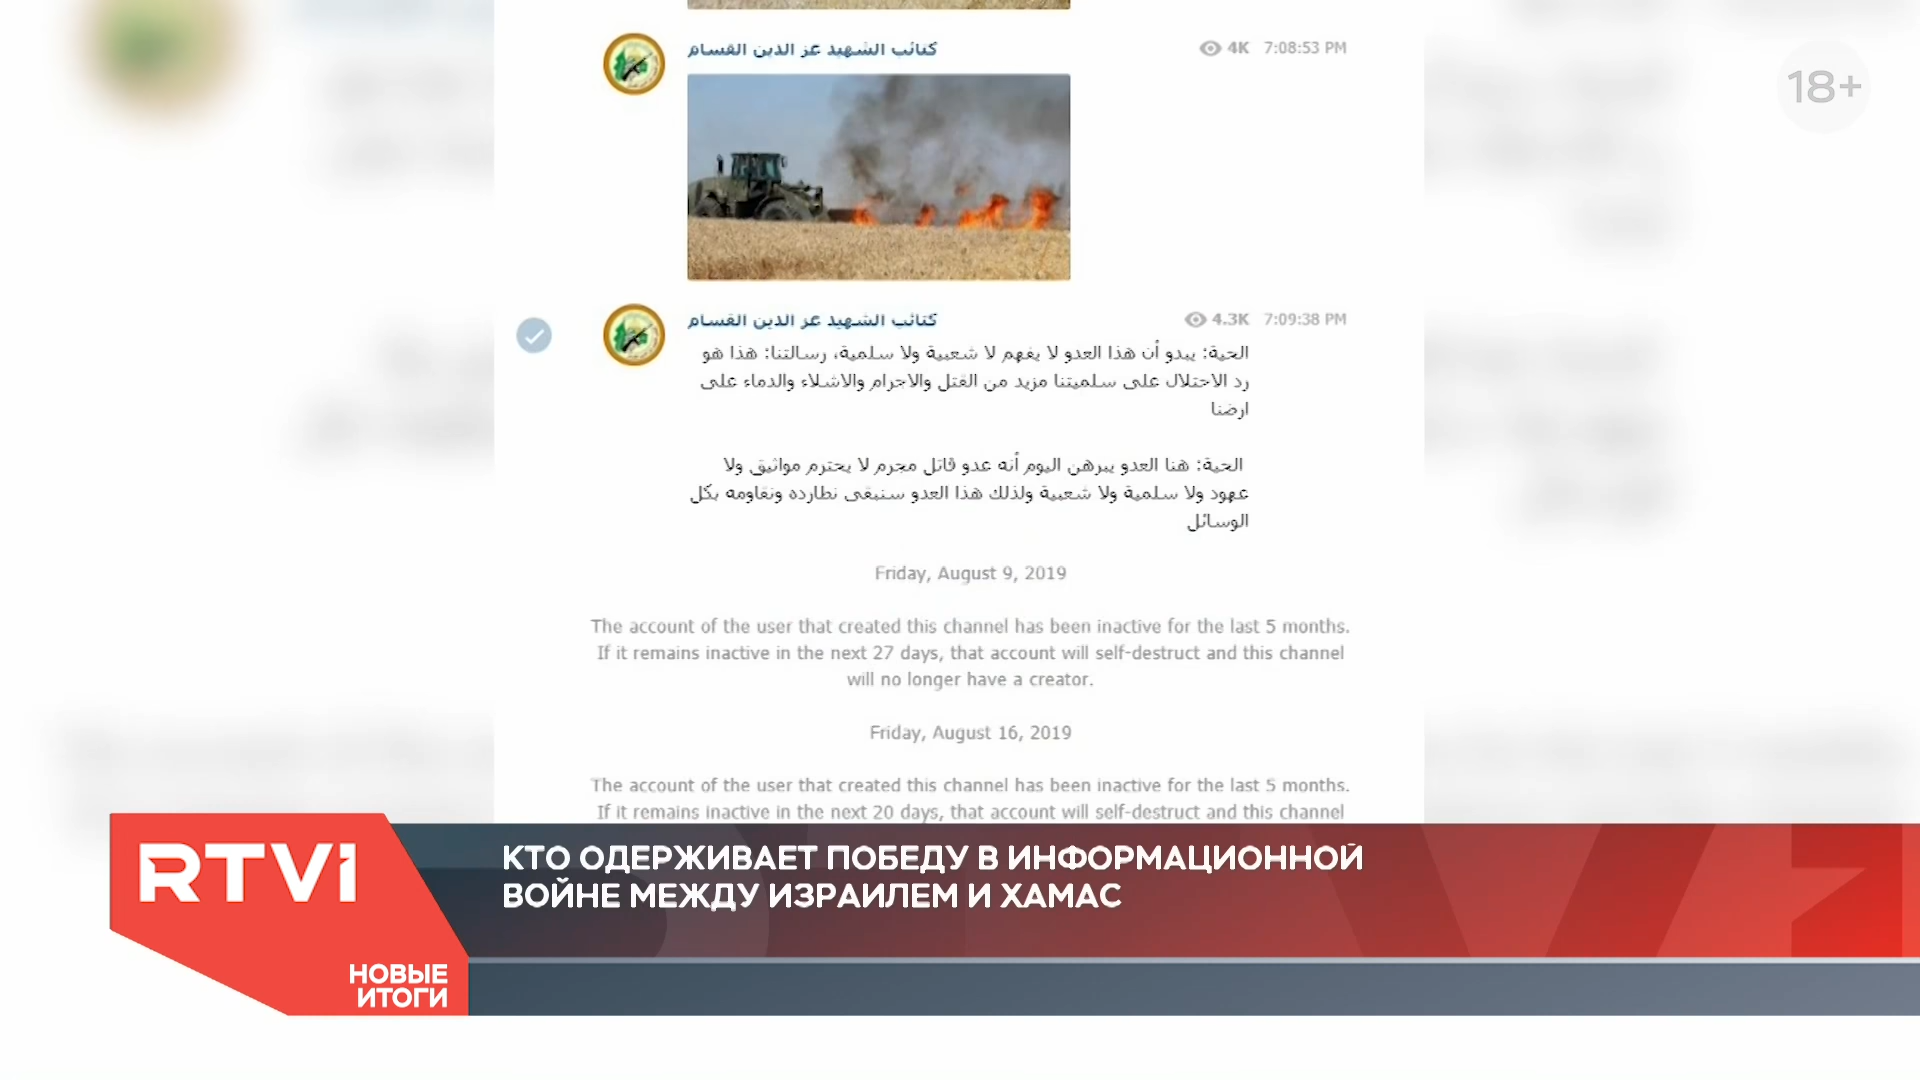 كتائب الشهيد عز الدين القسام
4K 7:08:53 PM
18+
كتائب الشهيد عز الدين القسام
4.3K 7:09:38 PM
الحية: يبدو أن هذا العدو لا يفهم لا شعبية ولا سلمية، رسالتنا: هذا هو
رد الاحتلال على سلميتنا مزيد من القتل والاجرام والاشلاء والدماء على
ارضنا
الحية: هنا العدو يبرهن اليوم أنه عدو قاتل مجرم لا يحترم مواثيق ولا
عهود ولا سلمية ولا شعبية ولذلك هذا العدو سنبقى نطارده ونقاومه بكل
الوسائل
Friday, August 9, 2019
The account of the user that created this channel has been inactive for the last 5 months.
If it remains inactive in the next 27 days, that account will self-destruct and this channel
will no longer have a creator.
Friday, August 16, 2019
The account of the user that created this channel has been inactive for the last 5 months.
If it remains inactive in the next 20 days, that account will self-destruct and this channel
RTVI
КТО ОДЕРЖИВАЕТ ПОБЕДУ В ИНФОРМАЦИОННОЙ
ВОЙНЕ МЕЖДУ ИЗРАИЛЕМ И ХАМАС
НОВЫЕ
ИТОГИ